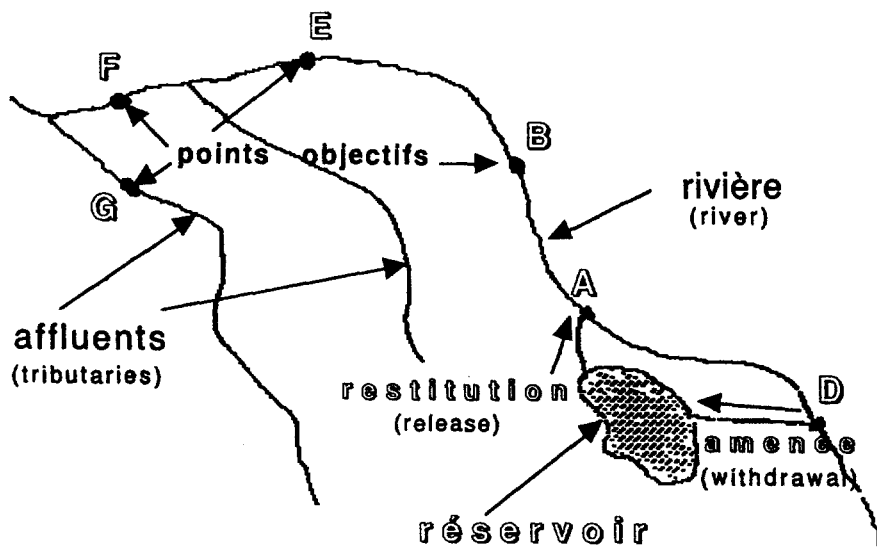 E
F
points objectifs
B
G
rivière
(river)
A
affluents
(tributaries)
restitution
(release)
D
amenée
(withdrawal)
réservoir